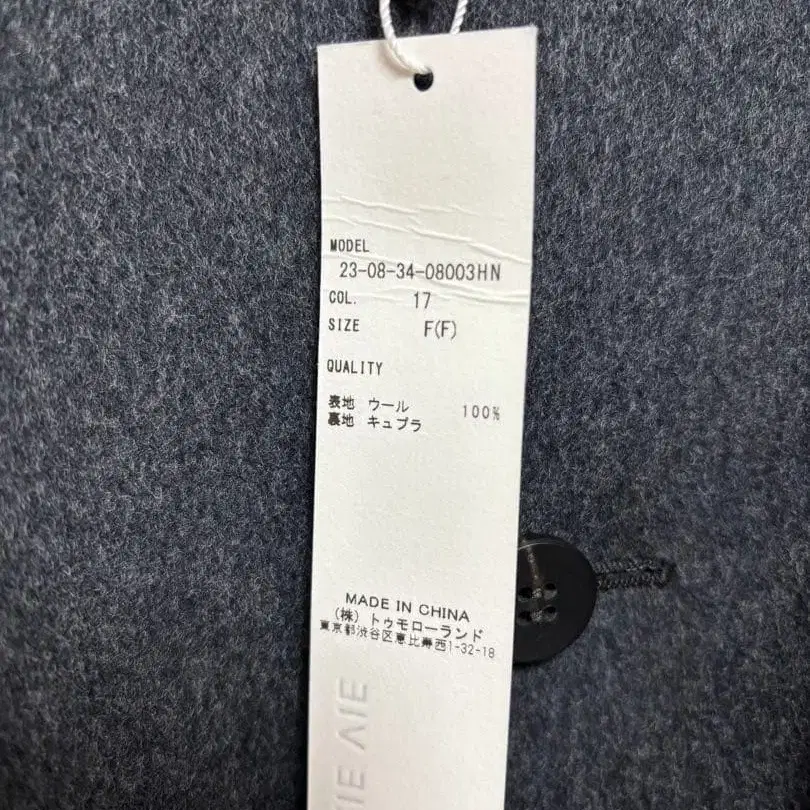 MODEL
23-08-34-08003HN
COL. 17
SIZE F(F)
QUALITY
表地 ウール 100%
裏地 キュプラ
MADE IN CHINA
(株) トゥモローランド
東京都渋谷区恵比寿西1-32-18